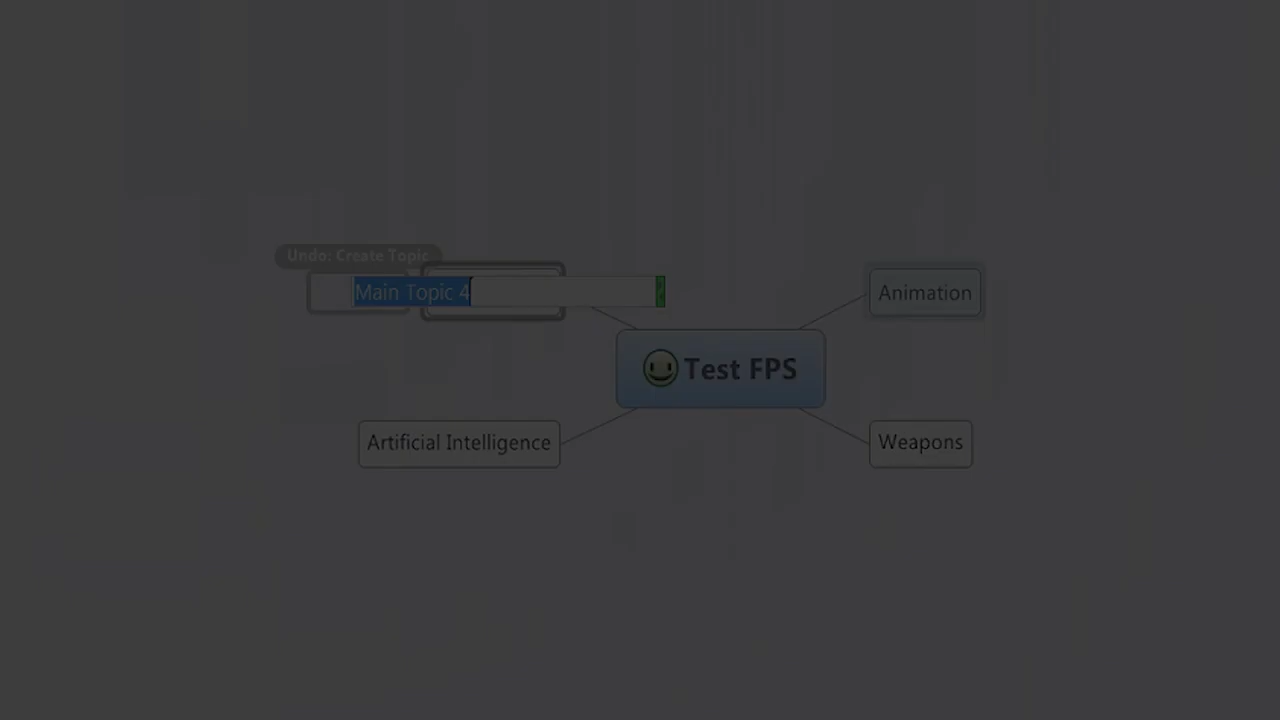 Undo: Create Topic
Main Topic 4
Animation
Test FPS
Artificial Intelligence
Weapons